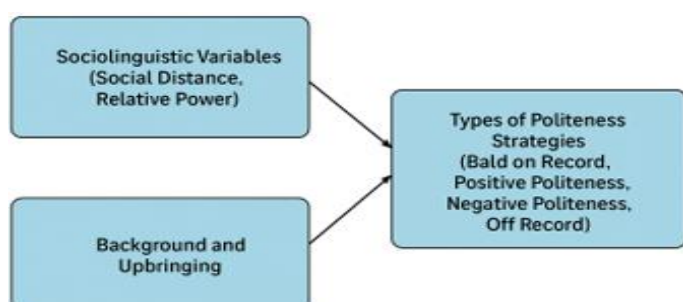 Sociolinguistic Variables
(Social Distance,
Relative Power)
Types of Politeness
Strategies
(Bald on Record,
Positive Politeness,
Negative Politeness,
Off Record)
Background and
Upbringing